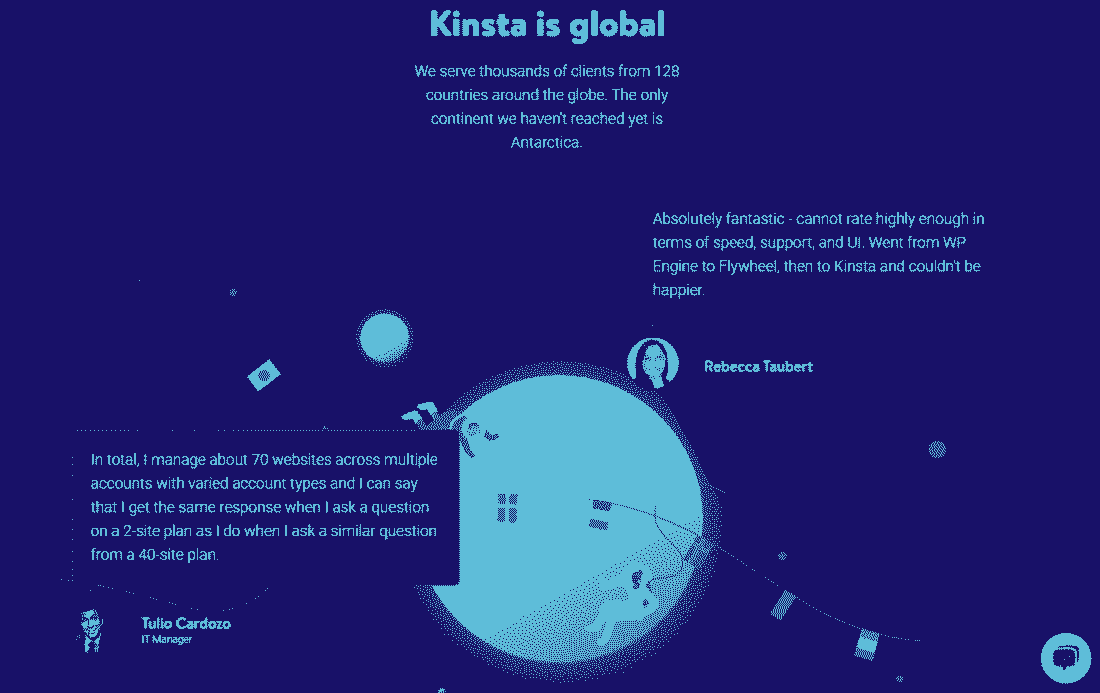 Kinsta is global
We serve thousands of clients from 128
countries around the globe. The only
continent we haven't reached yet is
Antarctica.
Absolutely fantastic - cannot rate highly enough in
terms of speed, support, and UI. Went from WP
Engine to Flywheel, then to Kinsta and couldn't be
happier.
Rebecca Taubert
In total, I manage about 70 websites across multiple
accounts with varied account types and I can say
that I get the same response when I ask a question
on a 2-site plan as I do when I ask a similar question
from a 40-site plan.
Tulio Cardozo
IT Manager